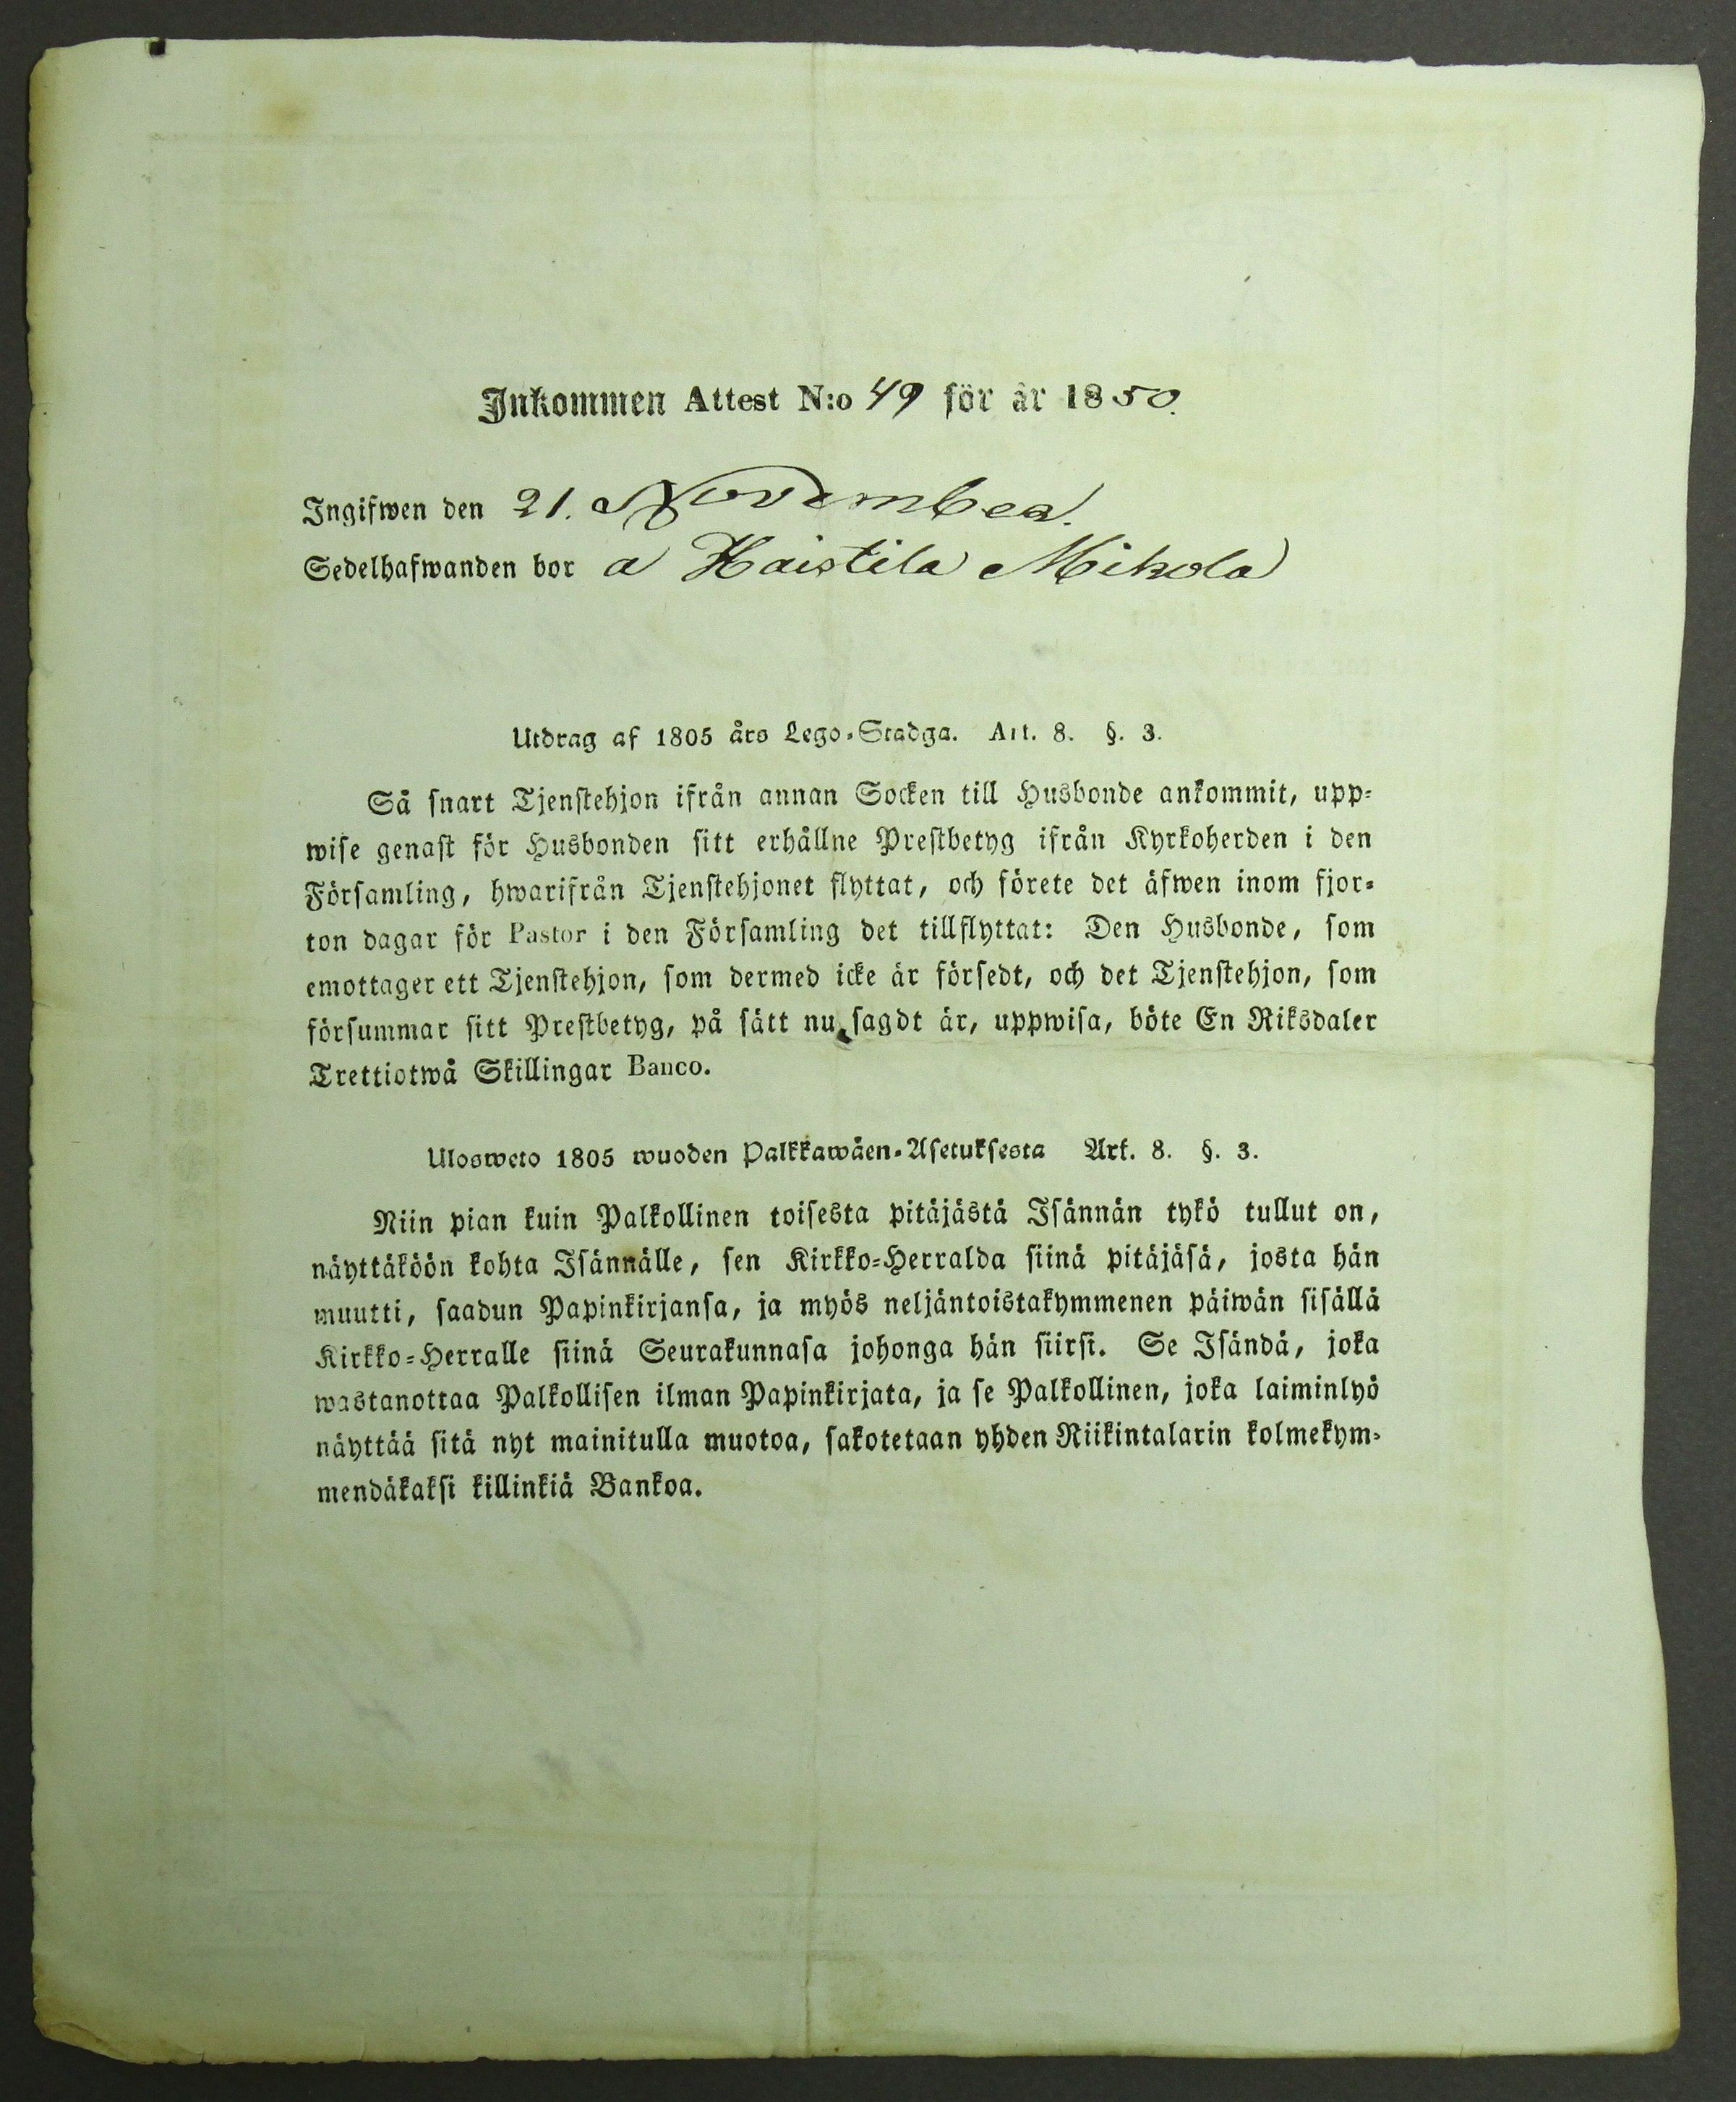 Inkommen Attest N:o 49 för år 1850.
Ingifwen den 21. November.
Sedelhafwanden bor a Haistila Mikola
Utdrag af 1805 års Lego-Stadga. Art. 8. §. 3.
Så snart Tjenstehjon ifrån annan Socken till Husbonde ankommit, upp-
wise genast för Husbonden sitt erhållne Prestbetyg ifrån Kyrkoherden i den
Församling, hwarifrån Tjenstehjonet flyttat, och förete det äfwen inom fjor-
ton dagar för Pastor i den Församling det tillflyttat: Den Husbonde, som
emottager ett Tjenstehjon, som dermed icke är försedt, och det Tjenstehjon, som
försummar sitt Prestbetyg, på sätt nu sagdt är, uppwisa, böte En Riksdaler
Trettiotwå Skillingar Banco.
Ulosweto 1805 wuoden Palkkawäen-Asetuksesta Art. 8. §. 3.
Niin pian kuin Palkollinen toisesta pitäjästä Isännän tykö tullut on,
näyttäköön kohta Isännälle, sen Kirkko-Herralda siinä pitäjäsä, josta hän
muutti, saadun Papinkirjansa, ja myös neljäntoistakymmenen päiwän sisällä
Kirkko-Herralle siinä Seurakunnasa johonga hän siirsi. Se Isändä, joka
wastanottaa Palkollisen ilman Papinkirjata, ja se Palkollinen, joka laiminlyö
näyttää sitä nyt mainitulla muotoa, sakotetaan yhden Riikintalarin kolmekym-
mendäkaksi killinkiä Bankoa.